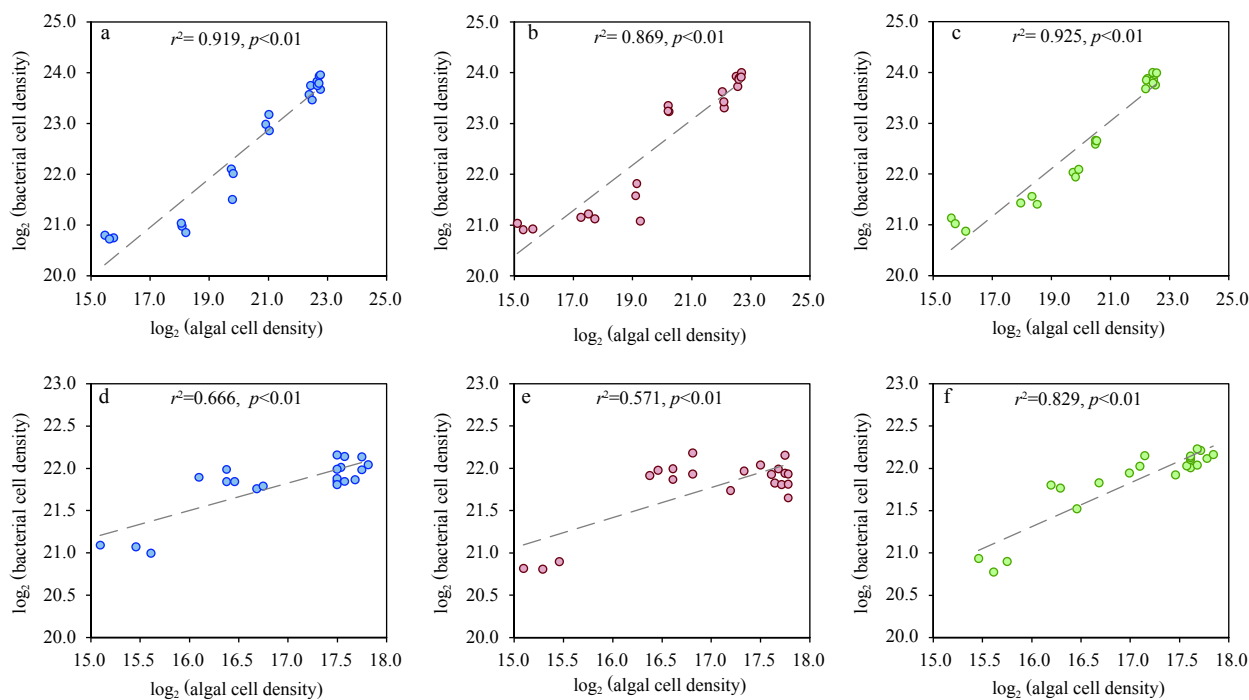 a
r²= 0.919, p<0.01
25.0
24.0
23.0
22.0
21.0
20.0
15.0 17.0 19.0 21.0 23.0 25.0
log₂ (bacterial cell density)
log₂ (algal cell density)
b
r²= 0.869, p<0.01
25.0
24.0
23.0
22.0
21.0
20.0
15.0 17.0 19.0 21.0 23.0 25.0
log₂ (bacterial cell density)
log₂ (algal cell density)
c
r²= 0.925, p<0.01
25.0
24.0
23.0
22.0
21.0
20.0
15.0 17.0 19.0 21.0 23.0 25.0
log₂ (bacterial cell density)
log₂ (algal cell density)
d
r²=0.666, p<0.01
23.0
22.5
22.0
21.5
21.0
20.5
20.0
15.0 15.5 16.0 16.5 17.0 17.5 18.0
log₂ (bacterial cell density)
log₂ (algal cell density)
e
r²=0.571, p<0.01
23.0
22.5
22.0
21.5
21.0
20.5
20.0
15.0 15.5 16.0 16.5 17.0 17.5 18.0
log₂ (bacterial cell density)
log₂ (algal cell density)
f
r²=0.829, p<0.01
23.0
22.5
22.0
21.5
21.0
20.5
20.0
15.0 15.5 16.0 16.5 17.0 17.5 18.0
log₂ (bacterial cell density)
log₂ (algal cell density)